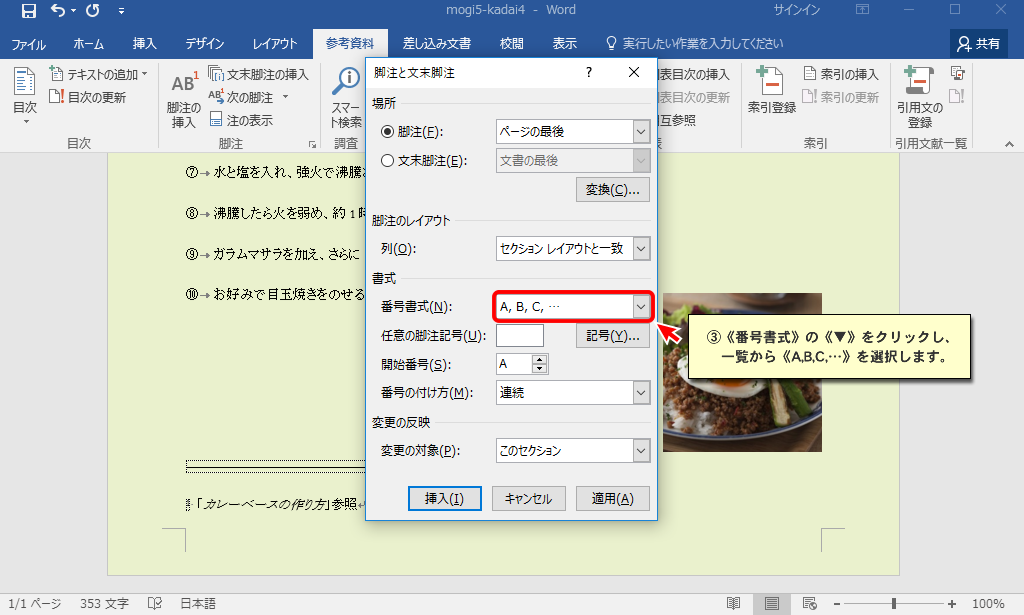 mogi5-kadai4 - Word
サインイン
ファイル ホーム 挿入 デザイン レイアウト 参考資料 差し込み文書 校閲 表示 実行したい作業を入力してください 共有
目次
テキストの追加
目次の更新
目次
AB1
脚注の
挿入
文末脚注の挿入
次の脚注
注の表示
脚注
スマー
ト検索
調査
表目次の挿入
表目次の更新
互参照
索引登録
索引の挿入
索引の更新
索引
引用文の
登録
引用文献一覧
⑦→水と塩を入れ、強火で沸騰
⑧→沸騰したら火を弱め、約1時
⑨→ガラムマサラを加え、さらに
⑩→お好みで目玉焼きをのせる
「カレーベースの作り方」参照
脚注と文末脚注
?
場所
脚注(F): ページの最後
文末脚注(E): 文書の最後
変換(C)...
脚注のレイアウト
列(O): セクション レイアウトと一致
書式
番号書式(N): A, B, C, …
任意の脚注記号(U): 記号(Y)...
開始番号(S): A
番号の付け方(M): 連続
変更の反映
変更の対象(P): このセクション
挿入(I) キャンセル 適用(A)
③《番号書式》の《▼》をクリックし、
一覧から《A,B,C,…》を選択します。
1/1 ページ 353 文字 日本語
100%